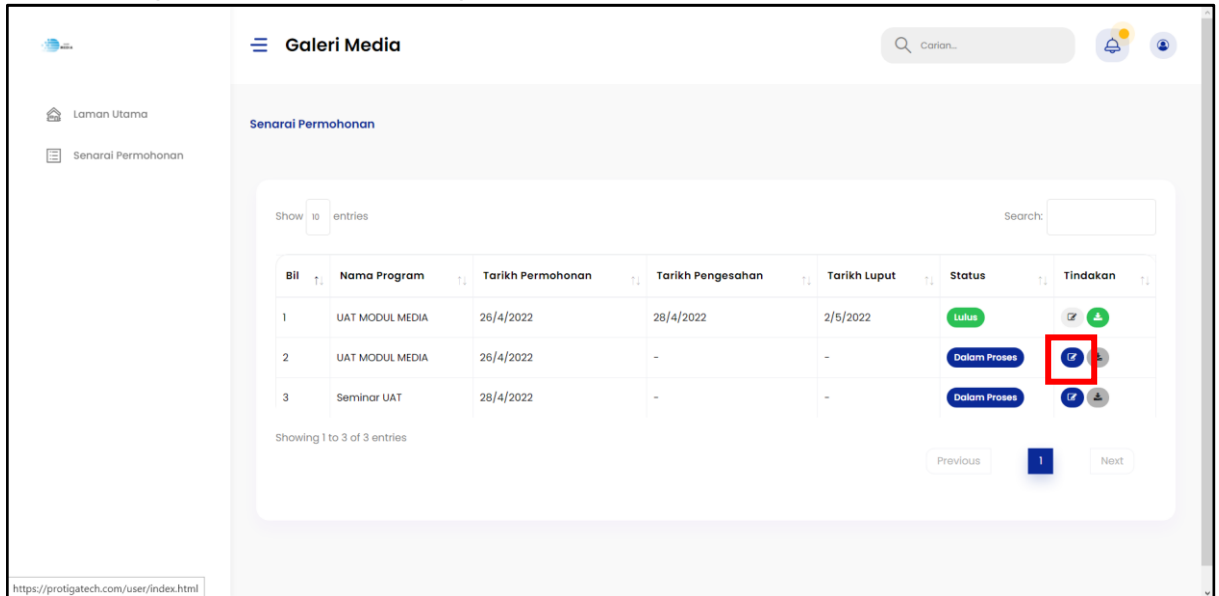 Galeri Media
Carian...
Laman Utama
Senarai Permohonan
Senarai Permohonan
Show 10 entries
Search:
Bil Nama Program Tarikh Permohonan Tarikh Pengesahan Tarikh Luput Status Tindakan
1 UAT MODUL MEDIA 26/4/2022 28/4/2022 2/5/2022 Lulus
2 UAT MODUL MEDIA 26/4/2022 - - Dalam Proses
3 Seminar UAT 28/4/2022 - - Dalam Proses
Showing 1 to 3 of 3 entries
Previous 1 Next
https://protigatech.com/user/index.html